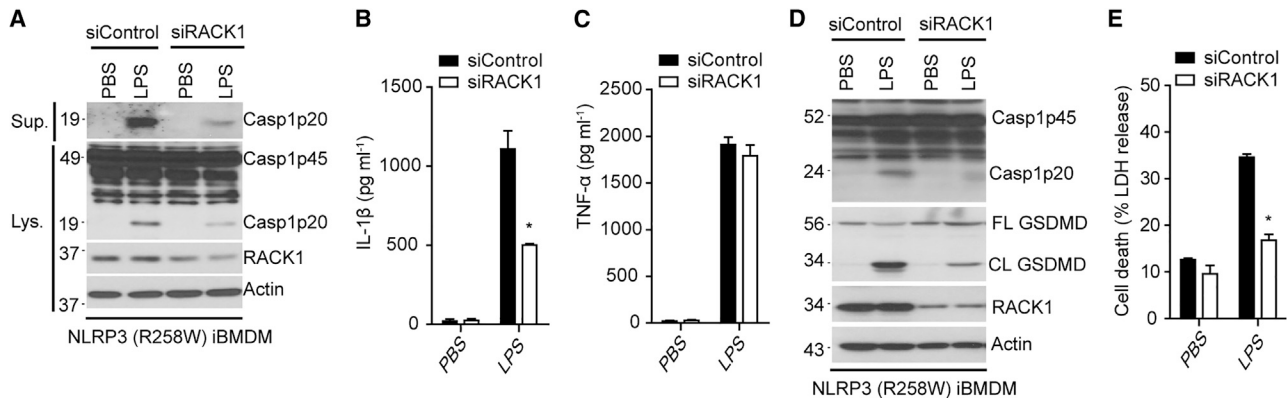 A
siControl siRACK1
PBS LPS PBS LPS
Sup. 19 Casp1p20
Lys. 49 Casp1p45
19 Casp1p20
37 RACK1
37 Actin
NLRP3 (R258W) iBMDM
B
siControl
siRACK1
IL-1β (pg ml⁻¹)
1500
1000
500
0
*
PBS LPS
C
siControl
siRACK1
TNF-α (pg ml⁻¹)
2500
2000
1500
1000
500
0
PBS LPS
D
siControl siRACK1
PBS LPS PBS LPS
52 Casp1p45
24 Casp1p20
56 FL GSDMD
34 CL GSDMD
34 RACK1
43 Actin
NLRP3 (R258W) iBMDM
E
siControl
siRACK1
Cell death (% LDH release)
50
40
30
20
10
0
*
PBS LPS